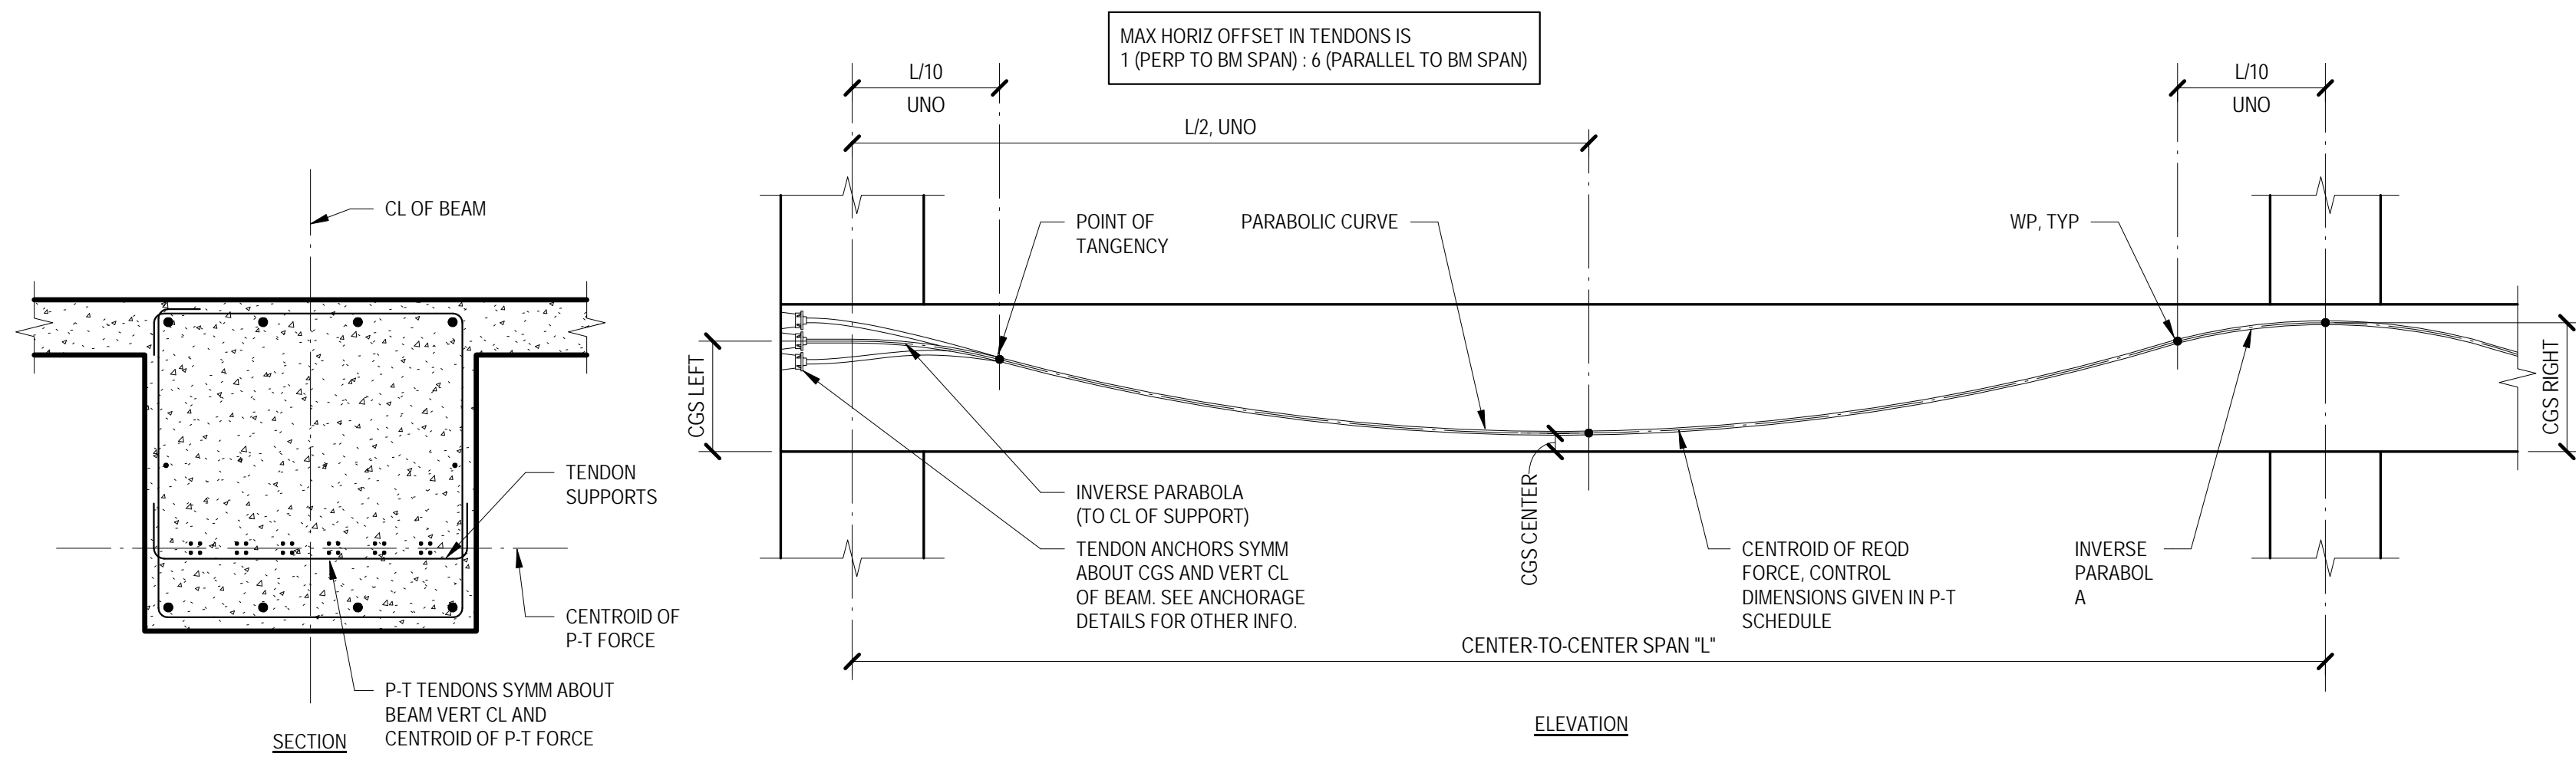 CL OF BEAM
TENDON
SUPPORTS
CENTROID OF
P-T FORCE
P-T TENDONS SYMM ABOUT
BEAM VERT CL AND
CENTROID OF P-T FORCE
SECTION
MAX HORIZ OFFSET IN TENDONS IS
1 (PERP TO BM SPAN) : 6 (PARALLEL TO BM SPAN)
L/10
UNO
L/2, UNO
L/10
UNO
POINT OF
TANGENCY
PARABOLIC CURVE
WP, TYP
CGS LEFT
CGS RIGHT
CGS CENTER
INVERSE PARABOLA
(TO CL OF SUPPORT)
TENDON ANCHORS SYMM
ABOUT CGS AND VERT CL
OF BEAM. SEE ANCHORAGE
DETAILS FOR OTHER INFO.
CENTROID OF REQD
FORCE, CONTROL
DIMENSIONS GIVEN IN P-T
SCHEDULE
INVERSE
PARABOL
A
CENTER-TO-CENTER SPAN "L"
ELEVATION